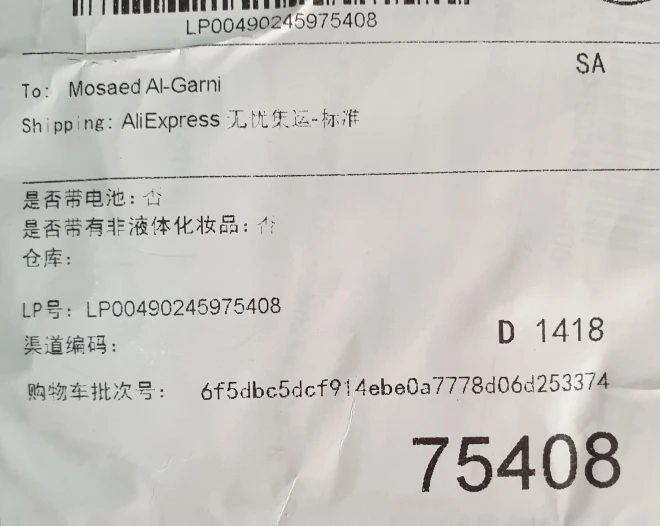 LP00490245975408
SA
To: Mosaed Al-Garni
Shipping: AliExpress 无忧集运-标准
是否带电池：否
是否带有非液体化妆品：否
仓库：
LP号：LP00490245975408
D 1418
渠道编码：
购物车批次号： 6f5dbc5dcf914ebe0a7778d06d253374
75408